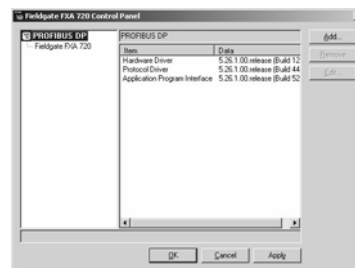 Fieldgate FXA 720 Control Panel
PROFIBUS DP
Fieldgate FXA 720
PROFIBUS DP
Item Data
Hardware Driver 5.26.1.00.release (Build 12
Protocol Driver 5.26.1.00.release (Build 44
Application Program Interface 5.26.1.00.release (Build 52
Add...
Remove
Edit...
OK
Cancel
Apply